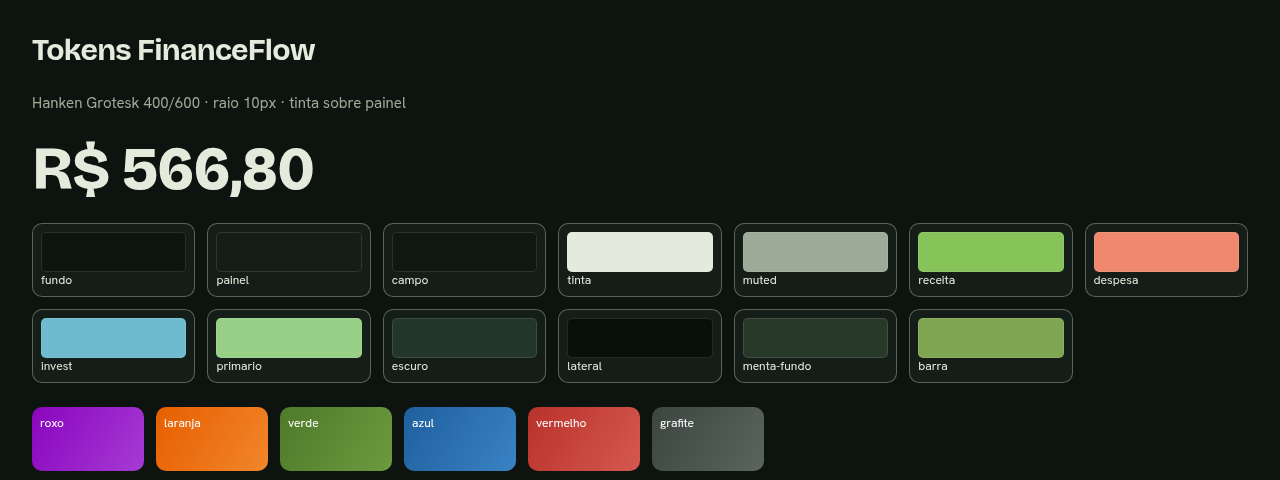 Tokens FinanceFlow
Hanken Grotesk 400/600 · raio 10px · tinta sobre painel
R$ 566,80
fundo painel campo tinta muted receita despesa
invest primario escuro lateral menta-fundo barra
roxo laranja verde azul vermelho grafite